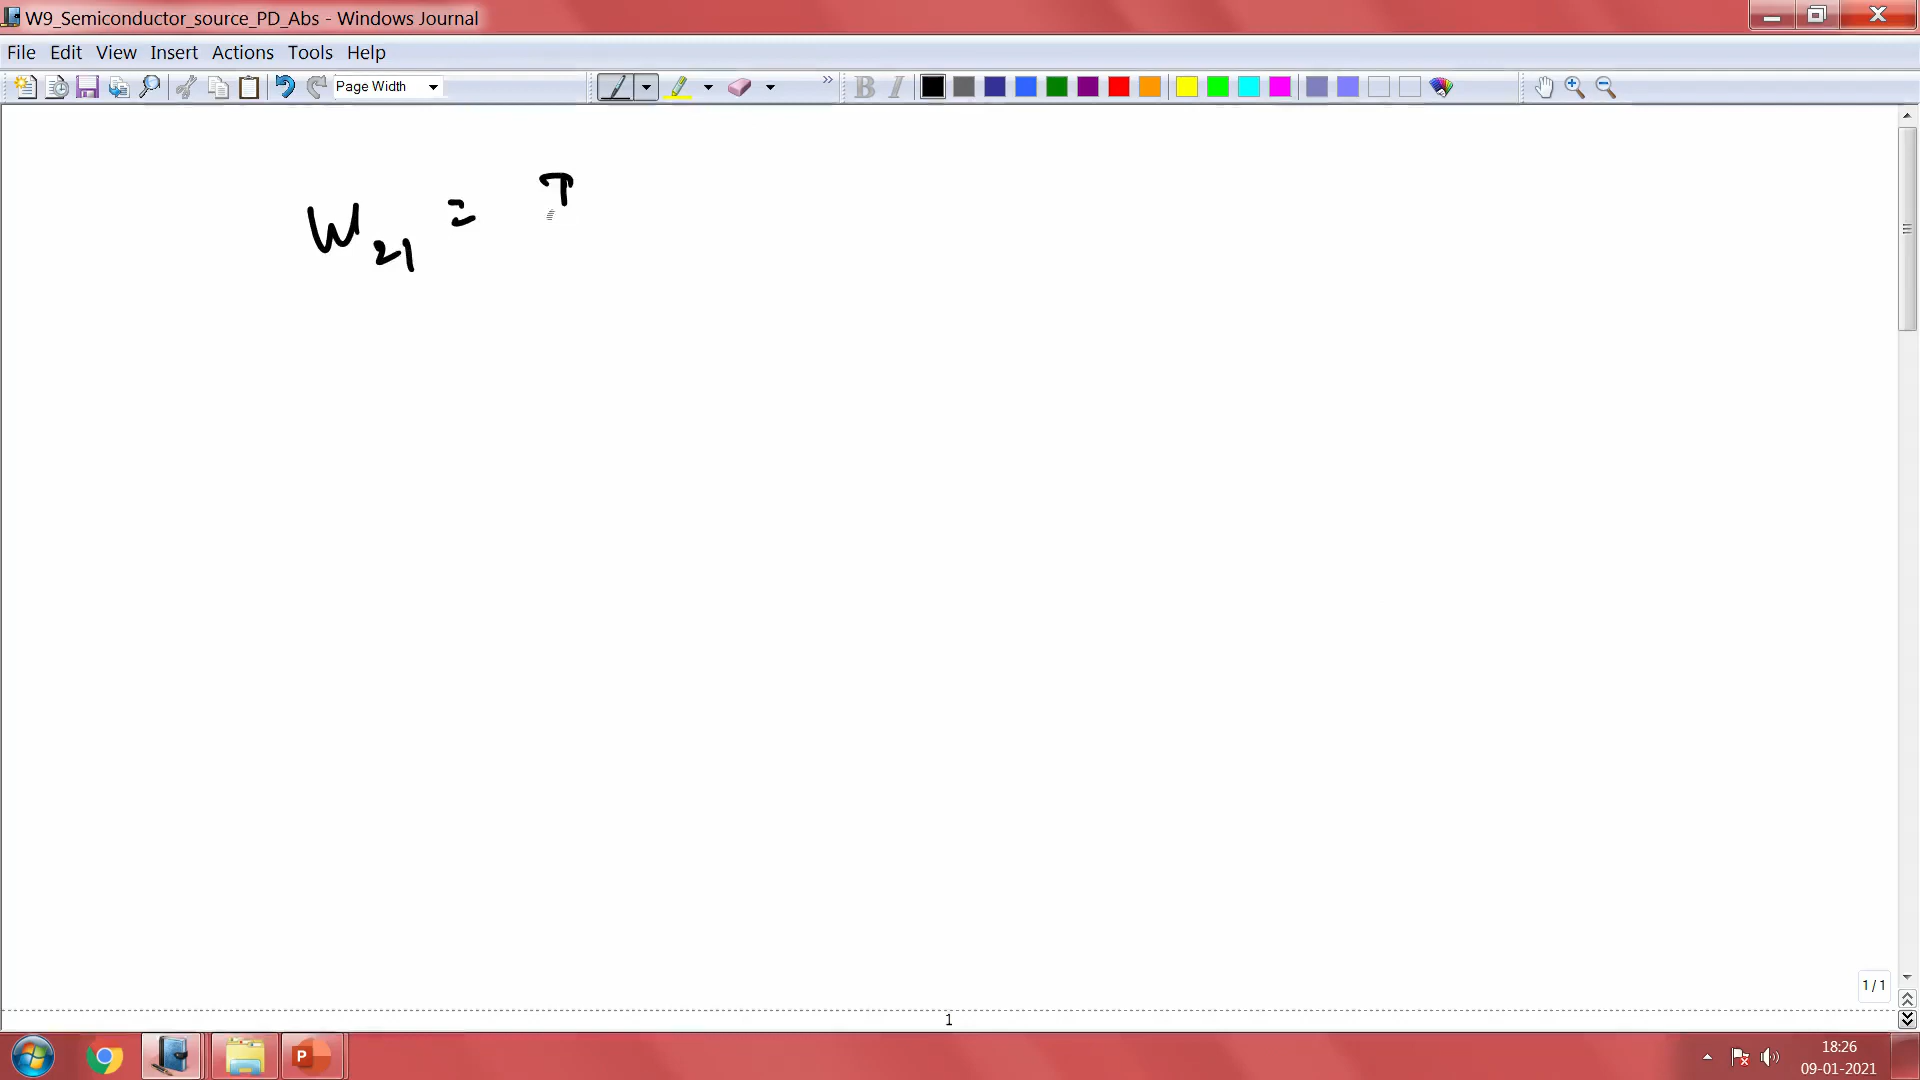 W9_Semiconductor_source_PD_Abs - Windows Journal
File Edit View Insert Actions Tools Help
Page Width
B I
W21 =
1 / 1
1
P
18:26
09-01-2021